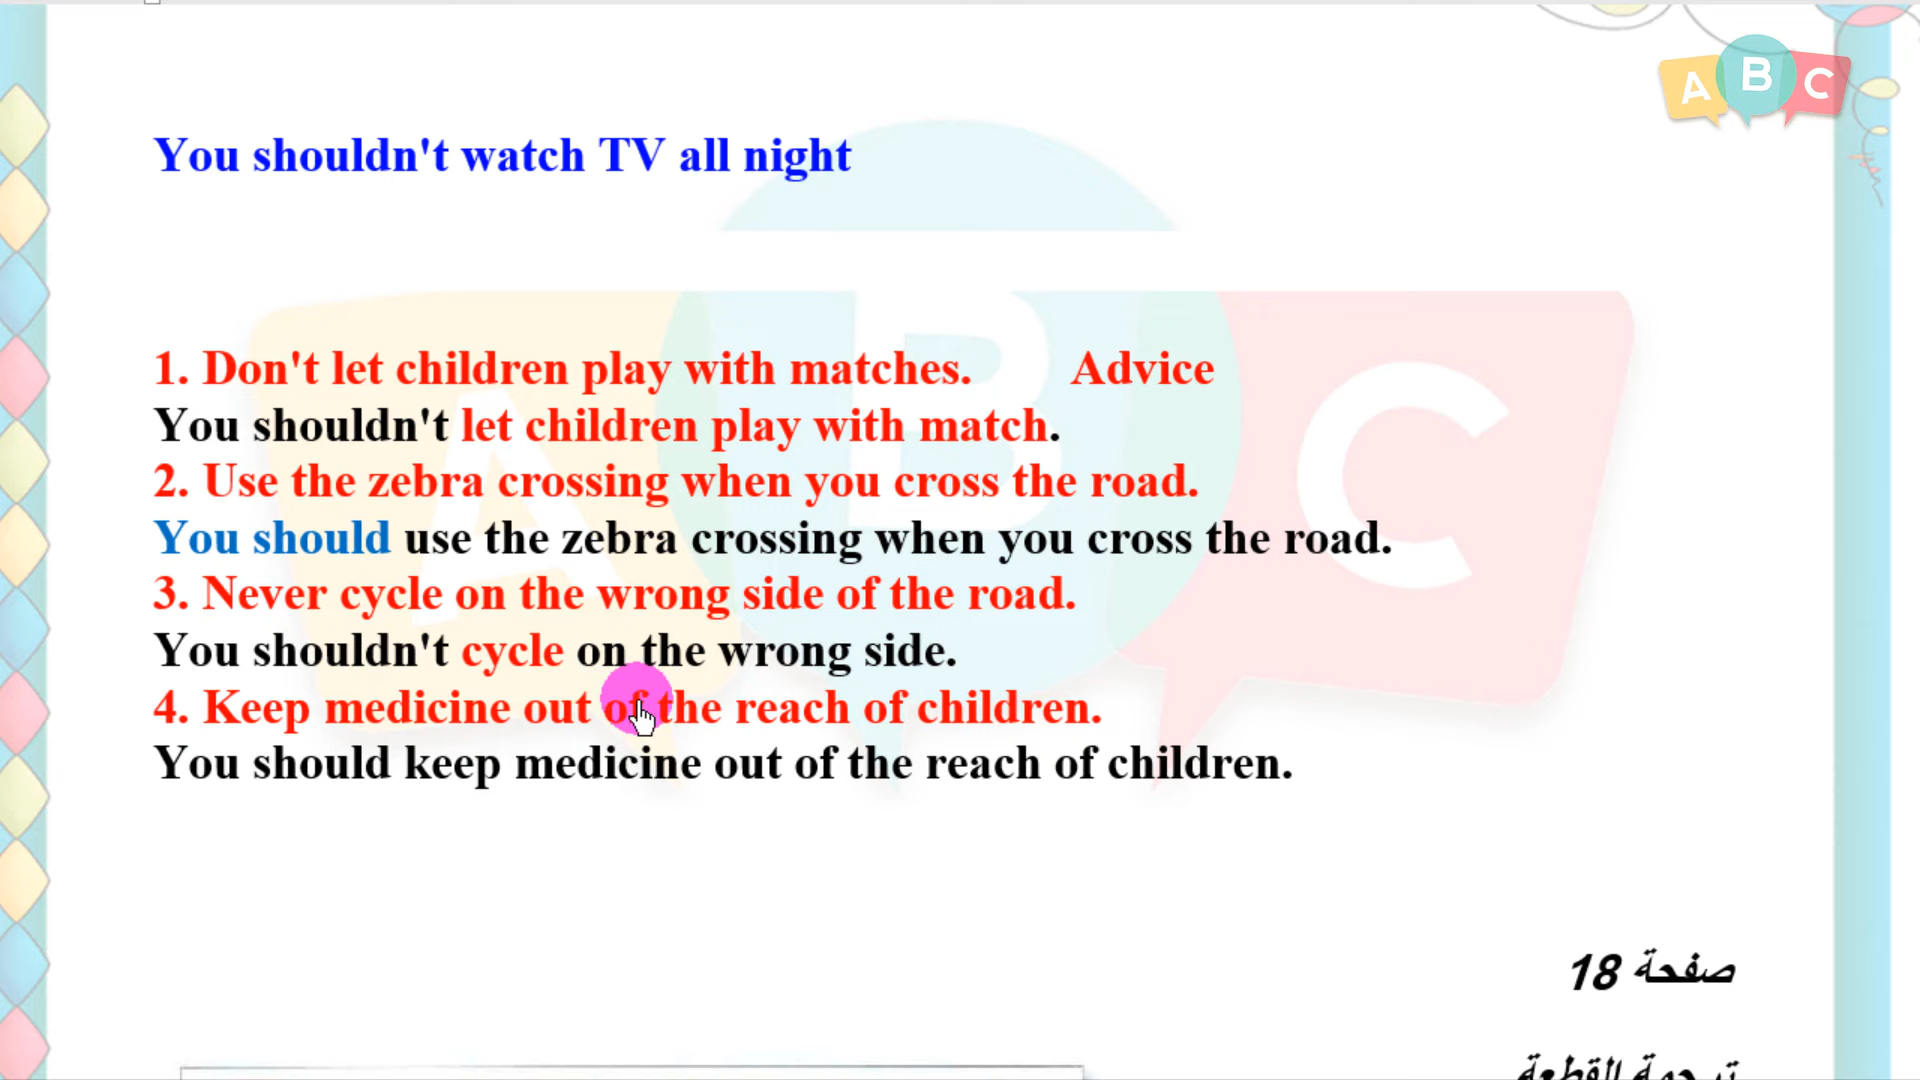 A B C
You shouldn't watch TV all night
1. Don't let children play with matches. Advice
You shouldn't let children play with match.
2. Use the zebra crossing when you cross the road.
You should use the zebra crossing when you cross the road.
3. Never cycle on the wrong side of the road.
You shouldn't cycle on the wrong side.
4. Keep medicine out of the reach of children.
You should keep medicine out of the reach of children.
صفحة 18
ترجمة القطعة